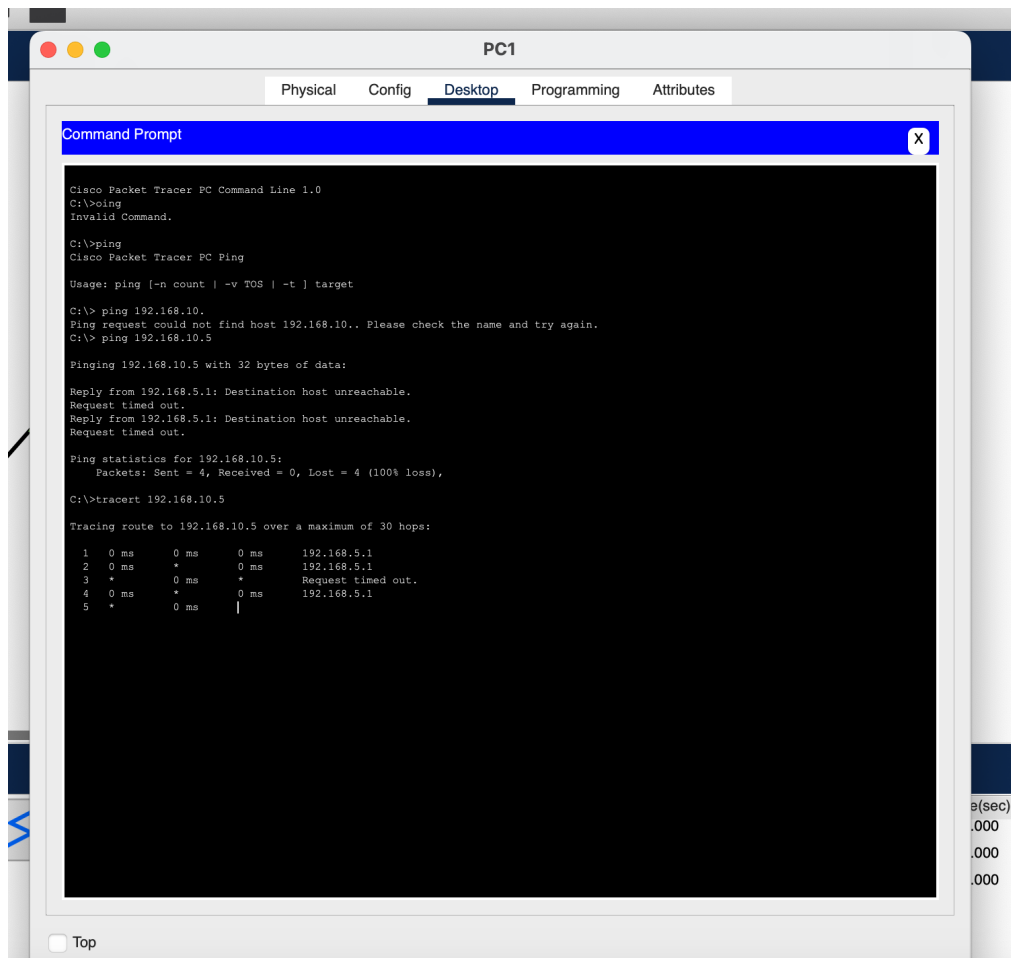 PC1
Physical Config Desktop Programming Attributes
Command Prompt
X
Cisco Packet Tracer PC Command Line 1.0
C:\>oing
Invalid Command.
C:\>ping
Cisco Packet Tracer PC Ping
Usage: ping [-n count | -v TOS | -t ] target
C:\> ping 192.168.10.
Ping request could not find host 192.168.10.. Please check the name and try again.
C:\> ping 192.168.10.5
Pinging 192.168.10.5 with 32 bytes of data:
Reply from 192.168.5.1: Destination host unreachable.
Request timed out.
Reply from 192.168.5.1: Destination host unreachable.
Request timed out.
Ping statistics for 192.168.10.5:
Packets: Sent = 4, Received = 0, Lost = 4 (100% loss),
C:\>tracert 192.168.10.5
Tracing route to 192.168.10.5 over a maximum of 30 hops:
1 0 ms 0 ms 0 ms 192.168.5.1
2 0 ms * 0 ms 192.168.5.1
3 * 0 ms * Request timed out.
4 0 ms * 0 ms 192.168.5.1
5 * 0 ms
e(sec)
.000
.000
.000
Top